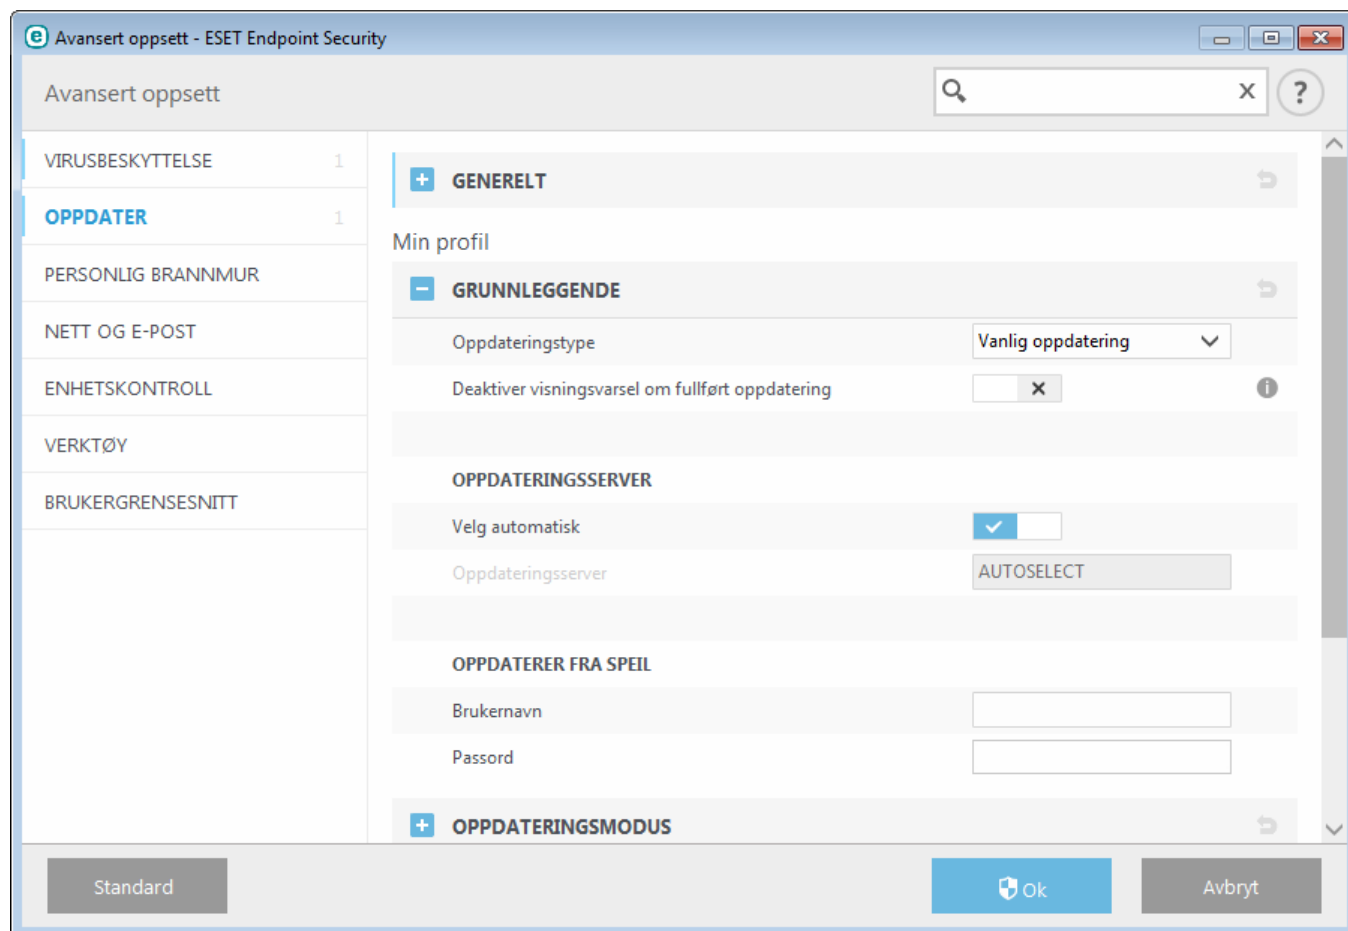 Avansert oppsett - ESET Endpoint Security
Avansert oppsett
VIRUSBESKYTTELSE 1
OPPDATER 1
PERSONLIG BRANNMUR
NETT OG E-POST
ENHETSKONTROLL
VERKTØY
BRUKERGRENSESNITT
GENERELT
Min profil
GRUNNLEGGENDE
Oppdateringstype Vanlig oppdatering
Deaktiver visningsvarsel om fullført oppdatering
OPPDATERINGSSERVER
Velg automatisk
Oppdateringsserver AUTOSELECT
OPPDATERER FRA SPEIL
Brukernavn
Passord
OPPDATERINGSMODUS
Standard
Ok
Avbryt